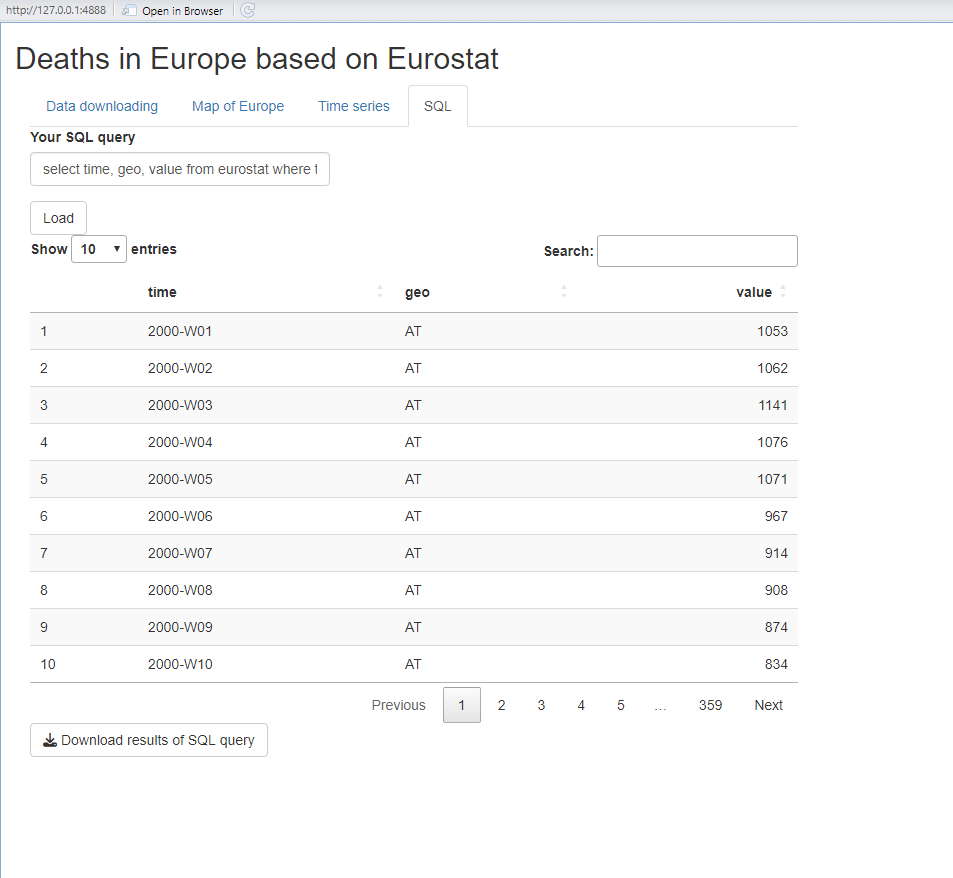 http://127.0.0.1:4888 Open in Browser
Deaths in Europe based on Eurostat
Data downloading Map of Europe Time series SQL
Your SQL query
select time, geo, value from eurostat where
Load
Show 10 entries Search:
time geo value
1 2000-W01 AT 1053
2 2000-W02 AT 1062
3 2000-W03 AT 1141
4 2000-W04 AT 1076
5 2000-W05 AT 1071
6 2000-W06 AT 967
7 2000-W07 AT 914
8 2000-W08 AT 908
9 2000-W09 AT 874
10 2000-W10 AT 834
Previous 1 2 3 4 5 … 359 Next
Download results of SQL query